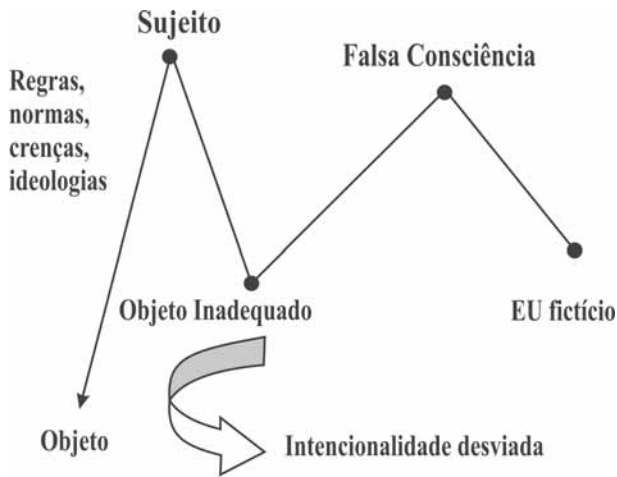 Sujeito
Falsa Consciência
Regras,
normas,
crenças,
ideologias
Objeto Inadequado
EU fictício
Objeto
Intencionalidade desviada